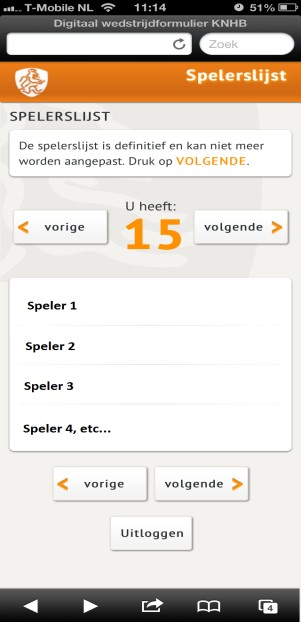 T-Mobile NL 11:14 51%
Digitaal wedstrijdformulier KNHB
Zoek
Spelerslijst
SPELERSLIJST
De spelerslijst is definitief en kan niet meer
worden aangepast. Druk op VOLGENDE.
U heeft:
< vorige 15 volgende >
Speler 1
Speler 2
Speler 3
Speler 4, etc...
< vorige volgende >
Uitloggen
4